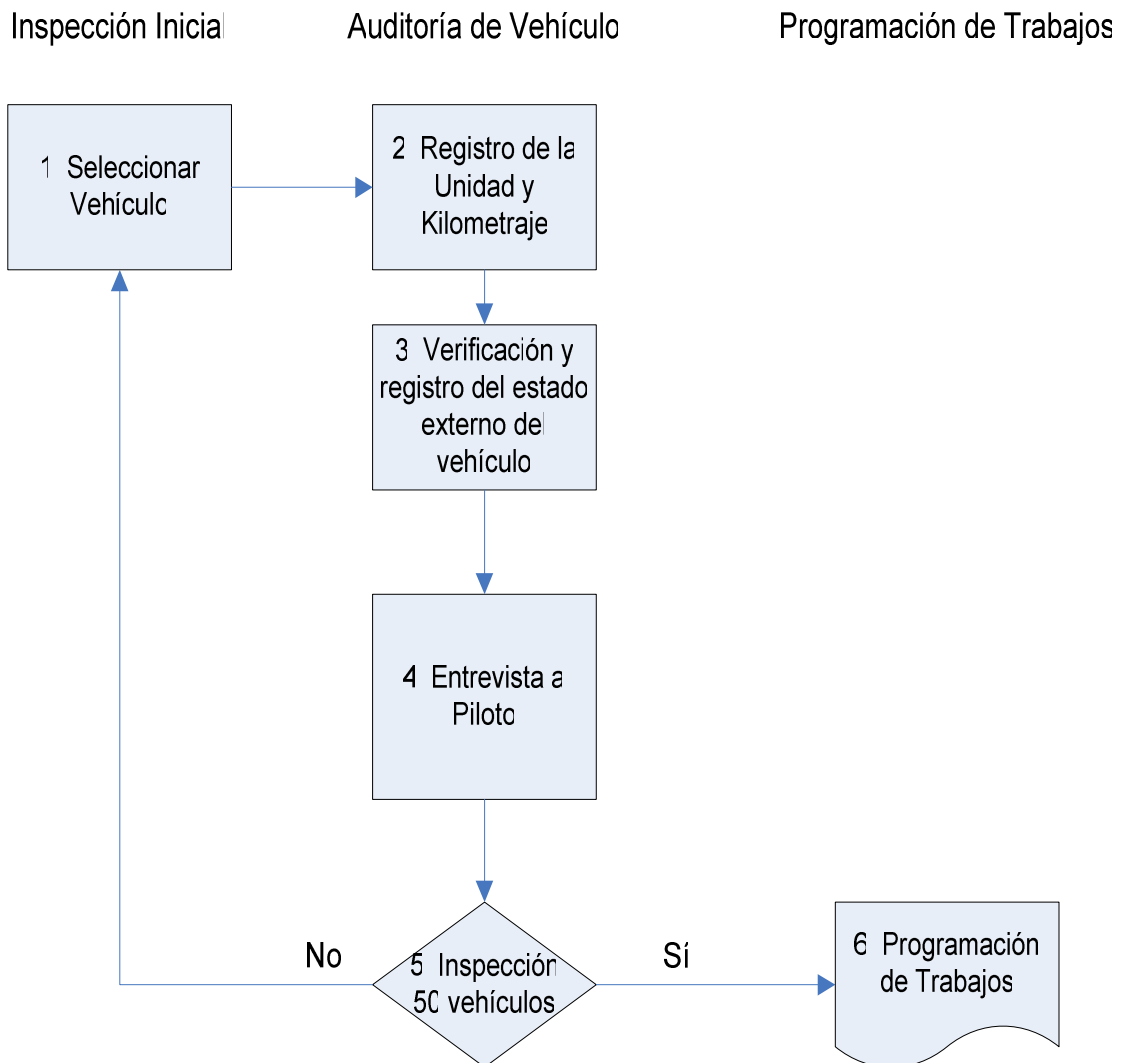 Inspección Inicial
Auditoría de Vehículo
Programación de Trabajos
1 Seleccionar
Vehículo
2 Registro de la
Unidad y
Kilometraje
3 Verificación y
registro del estado
externo del
vehículo
4 Entrevista a
Piloto
No
5 Inspección
50 vehículos
Sí
6 Programación
de Trabajos